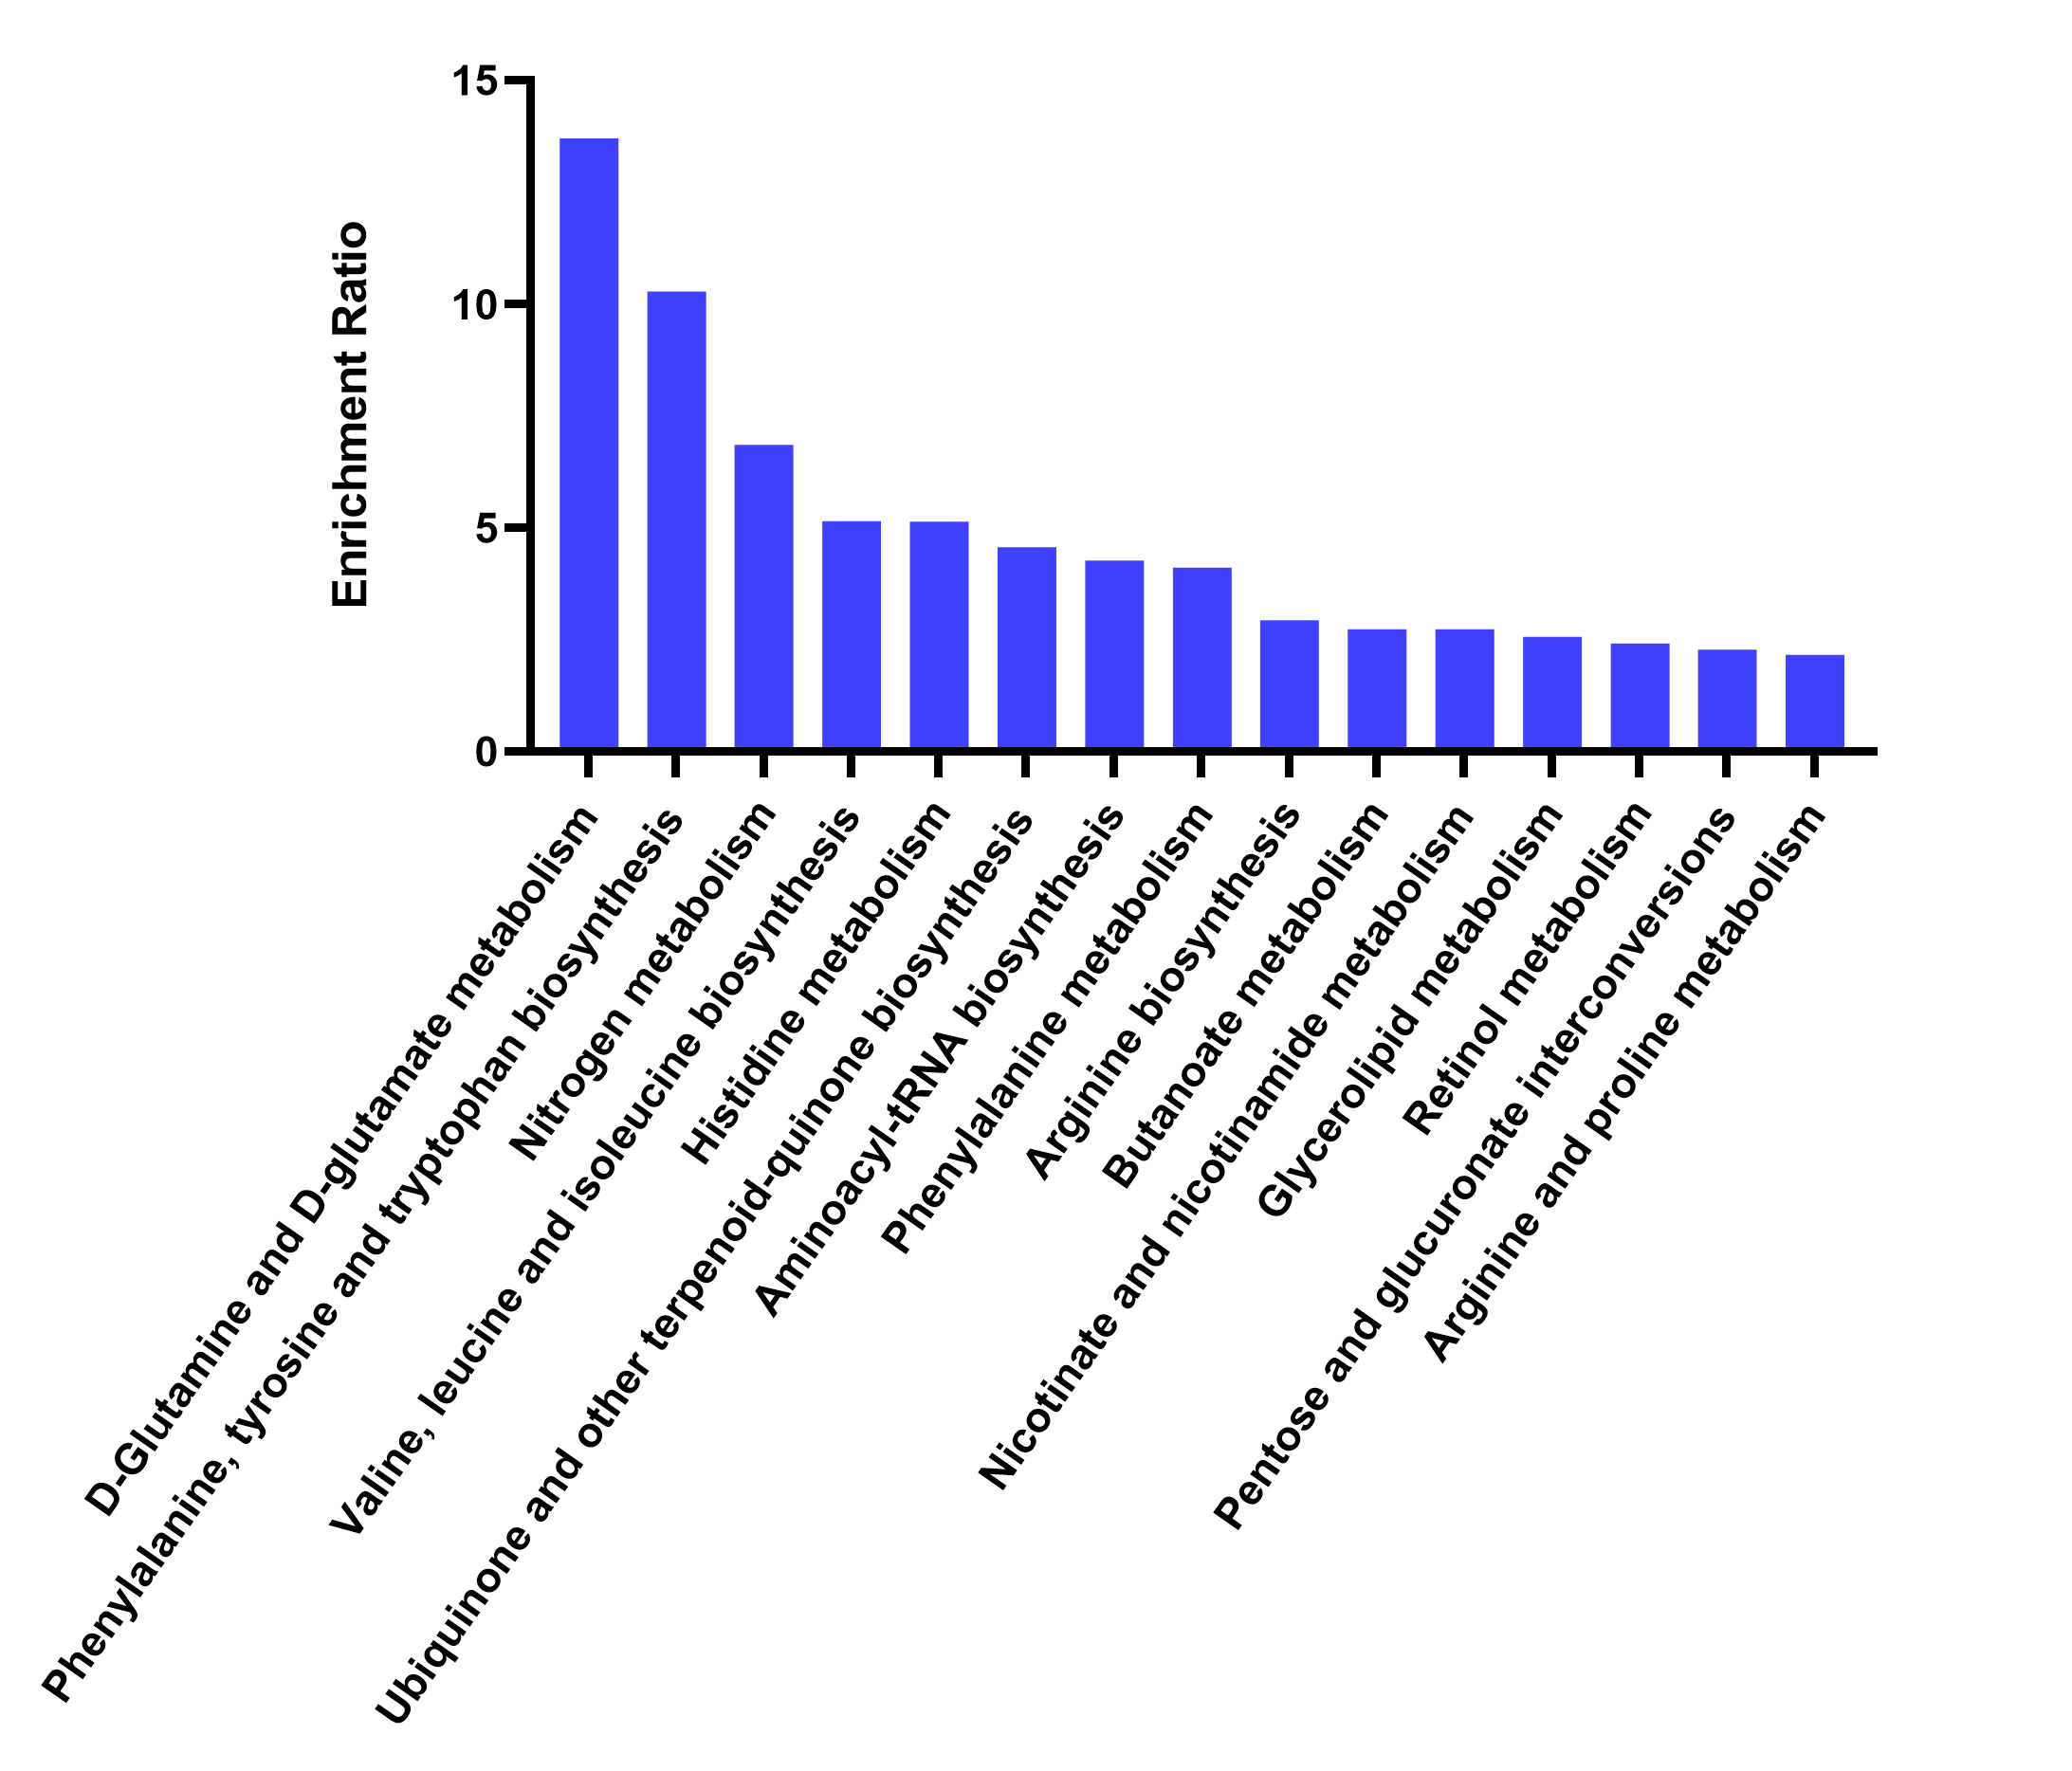 Enrichment Ratio
15
10
5
0
D-Glutamine and D-glutamate metabolism
Phenylalanine, tyrosine and tryptophan biosynthesis
Nitrogen metabolism
Valine, leucine and isoleucine biosynthesis
Histidine metabolism
Ubiquinone and other terpenoid-quinone biosynthesis
Aminoacyl-tRNA biosynthesis
Phenylalanine metabolism
Arginine biosynthesis
Butanoate metabolism
Nicotinate and nicotinamide metabolism
Glycerolipid metabolism
Retinol metabolism
Pentose and glucuronate interconversions
Arginine and proline metabolism